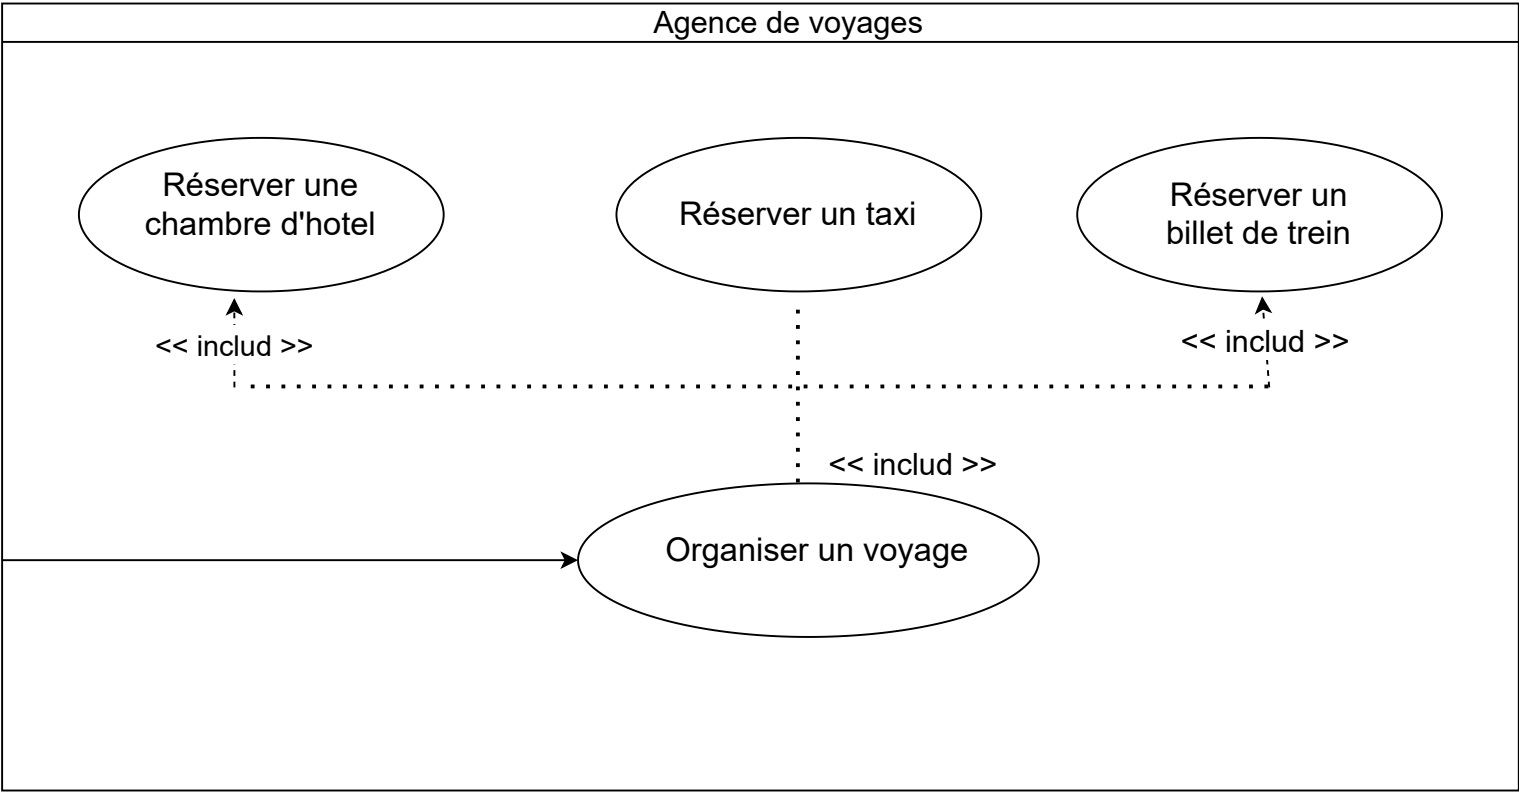 Agence de voyages
Réserver une
chambre d'hotel
Réserver un taxi
Réserver un
billet de trein
<< includ >>
<< includ >>
<< includ >>
Organiser un voyage